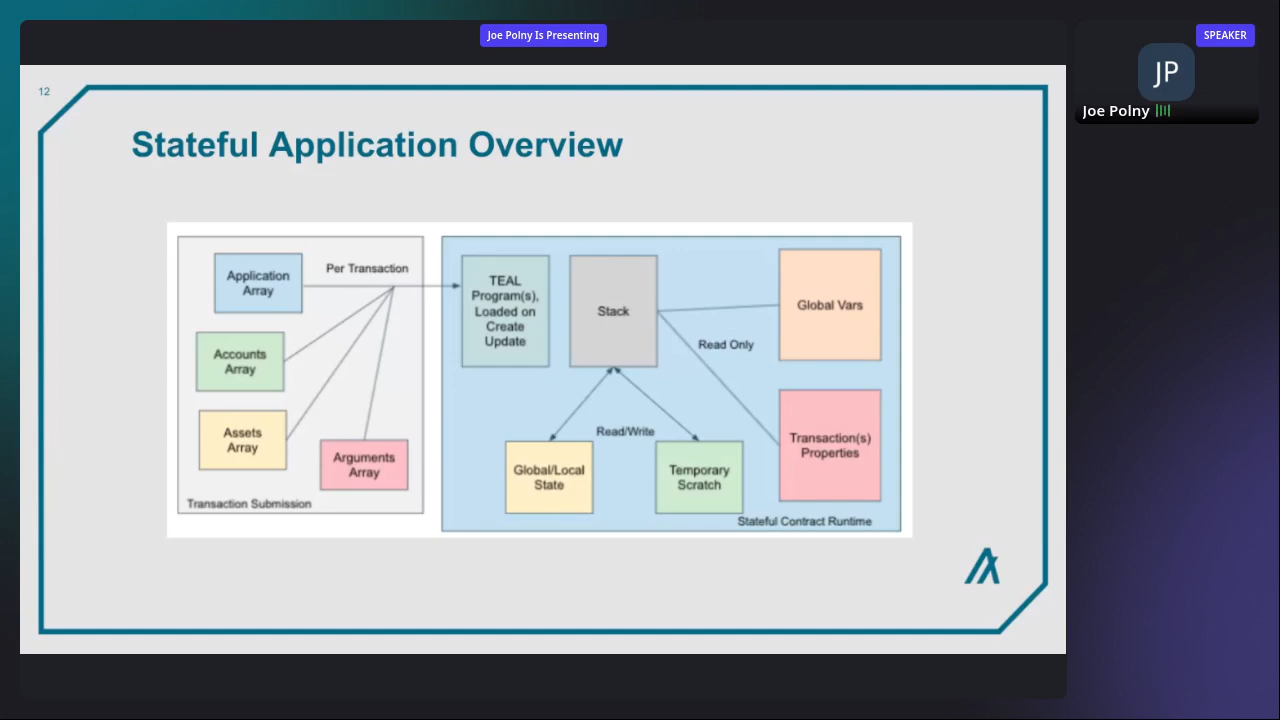 Joe Polny Is Presenting
SPEAKER
JP
Joe Polny
12
Stateful Application Overview
Application
Array
Per Transaction
Accounts
Array
Assets
Array
Arguments
Array
Transaction Submission
TEAL
Program(s),
Loaded on
Create
Update
Stack
Global Vars
Read Only
Read/Write
Global/Local
State
Temporary
Scratch
Transaction(s)
Properties
Stateful Contract Runtime